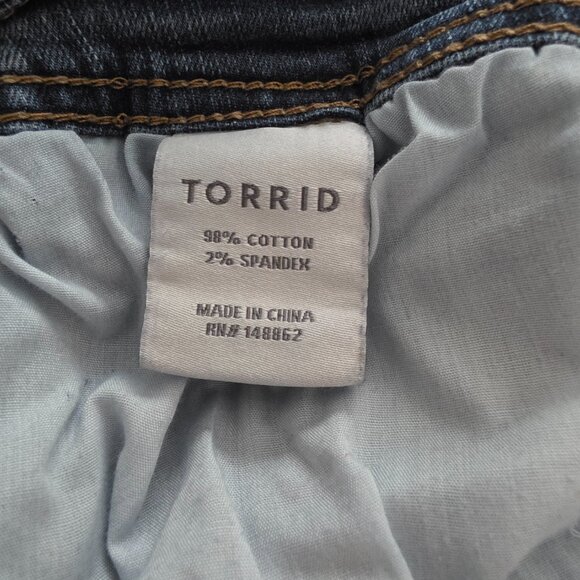 TORRID
98% COTTON
2% SPANDEX
MADE IN CHINA
RN# 148862